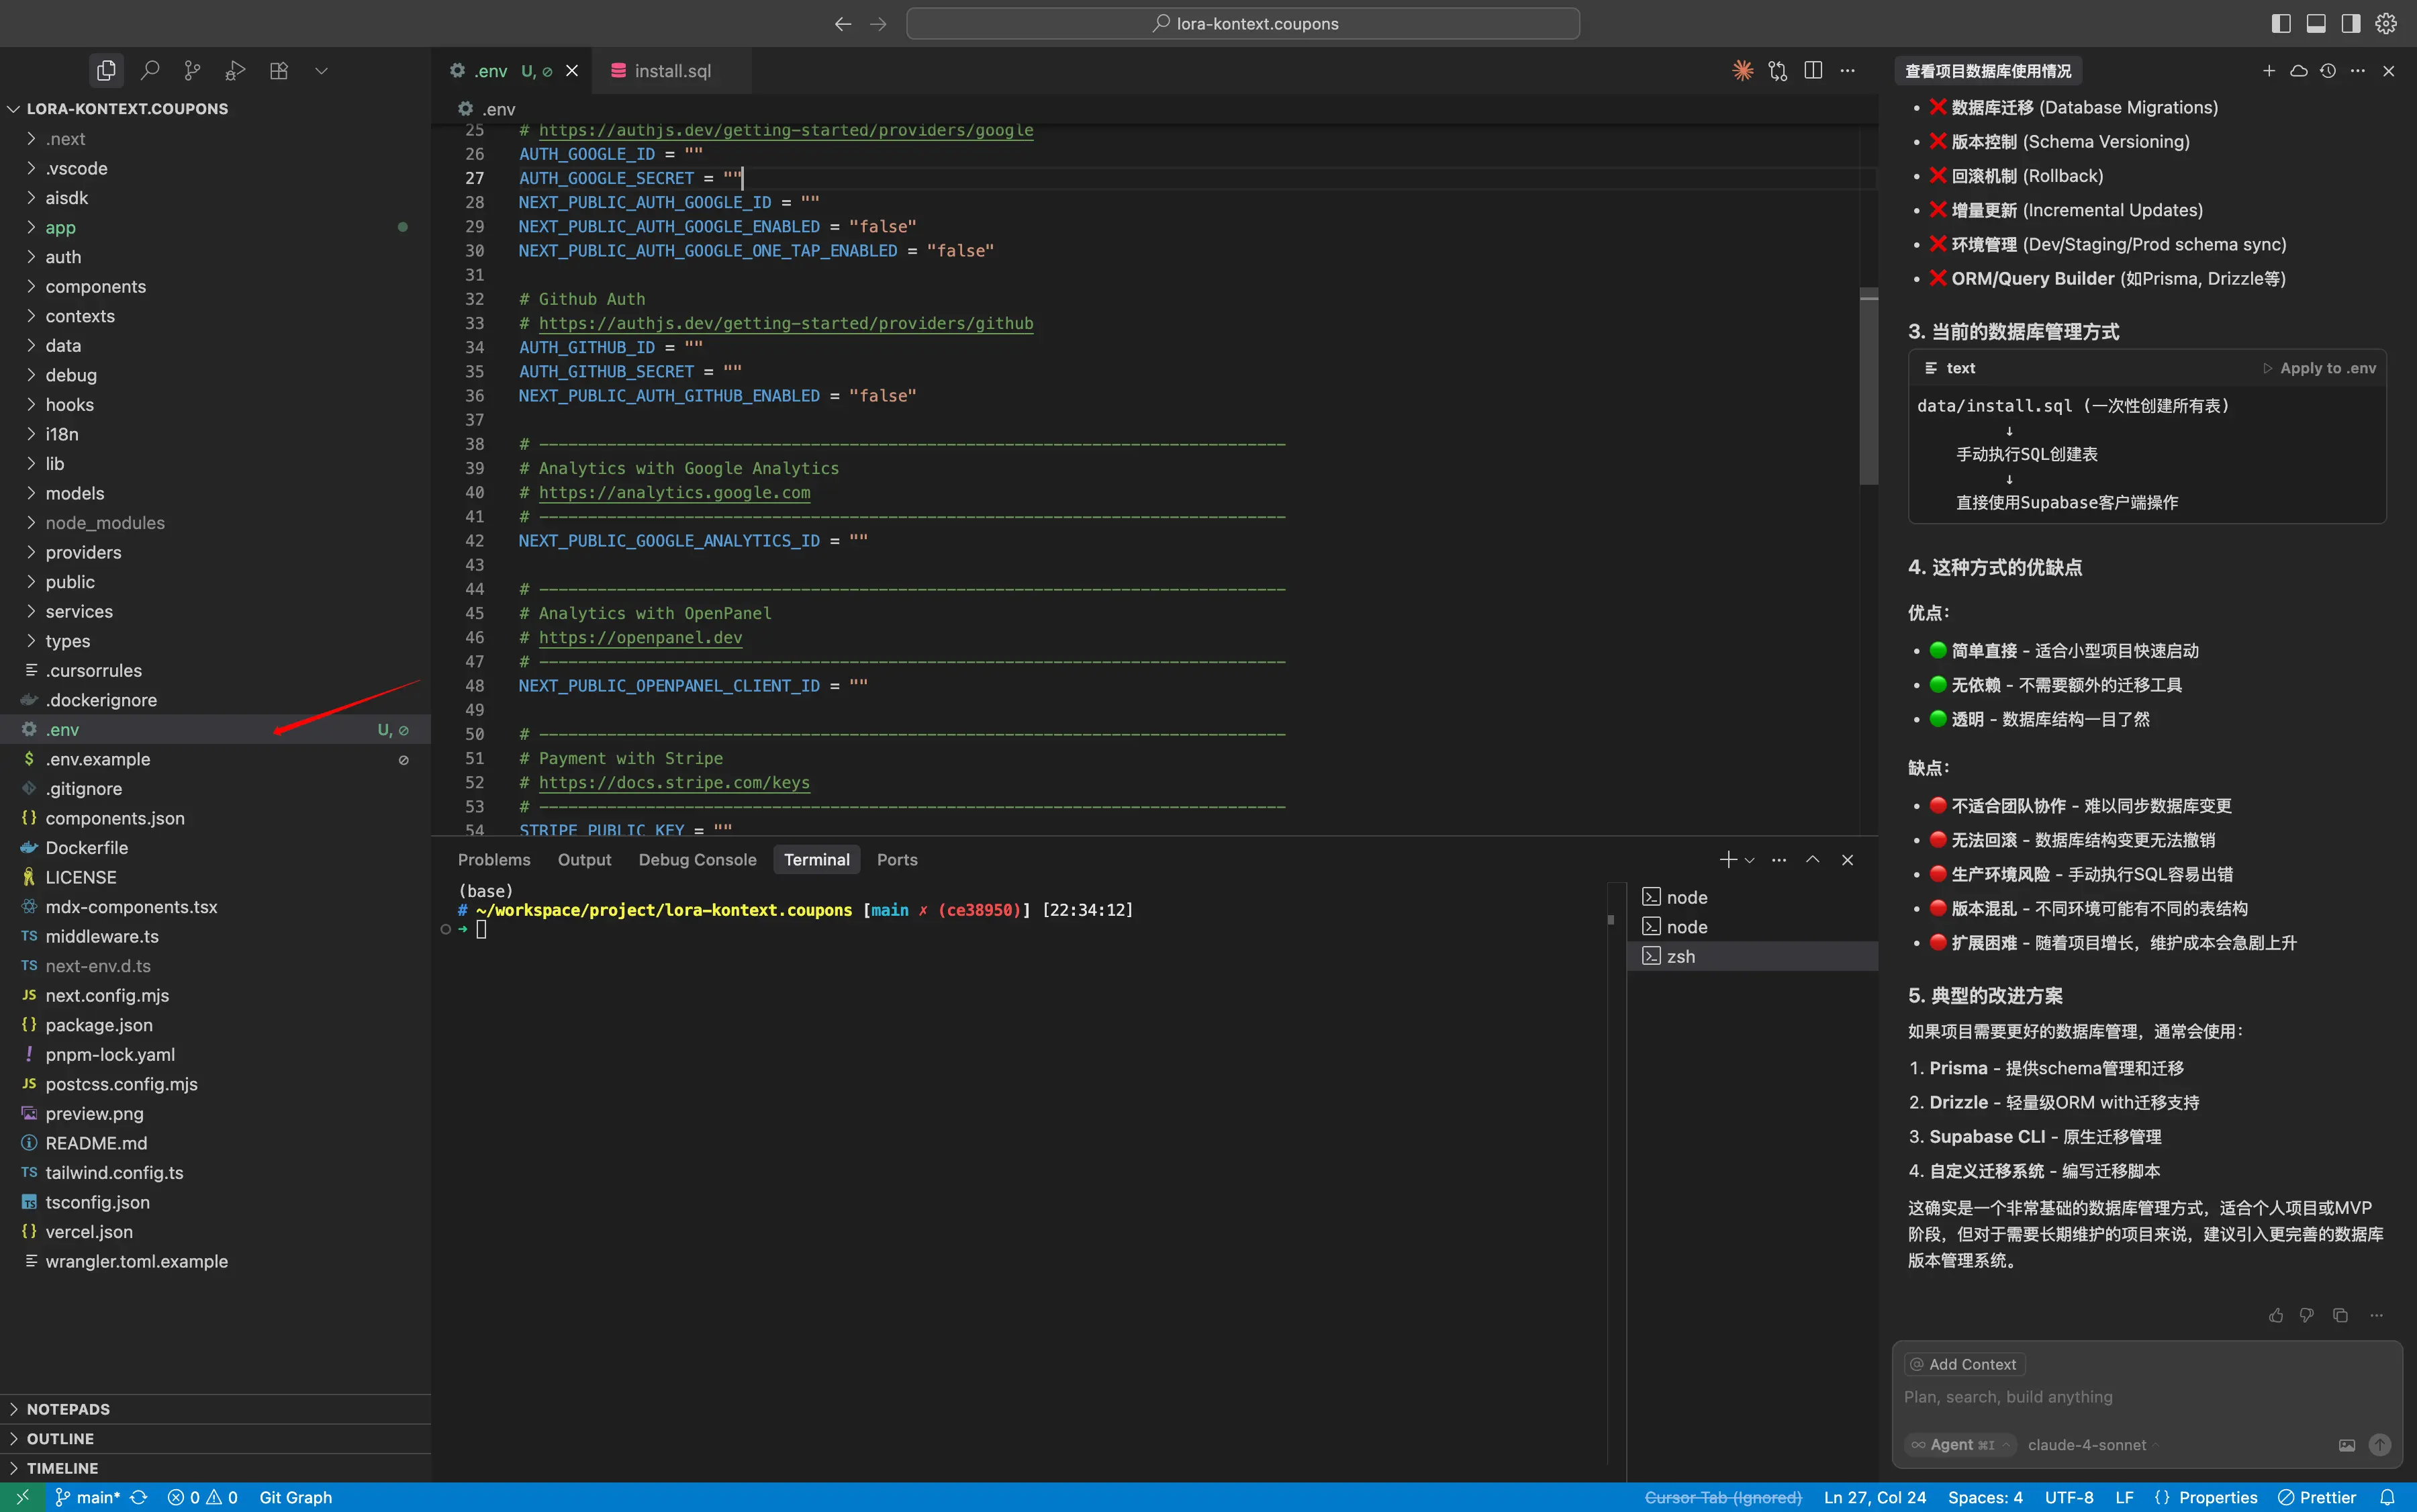 lora-kontext.coupons
LORA-KONTEXT.COUPONS
.next
.vscode
aisdk
app
auth
components
contexts
data
debug
hooks
i18n
lib
models
node_modules
providers
public
services
types
.cursorrules
.dockerignore
.env U,
.env.example
.gitignore
components.json
Dockerfile
LICENSE
mdx-components.tsx
TS middleware.ts
TS next-env.d.ts
JS next.config.mjs
package.json
pnpm-lock.yaml
JS postcss.config.mjs
preview.png
README.md
TS tailwind.config.ts
tsconfig.json
vercel.json
wrangler.toml.example
NOTEPADS
OUTLINE
TIMELINE
.env U,
install.sql
.env
25 # https://authjs.dev/getting-started/providers/google
26 AUTH_GOOGLE_ID = ""
27 AUTH_GOOGLE_SECRET = ""
28 NEXT_PUBLIC_AUTH_GOOGLE_ID = ""
29 NEXT_PUBLIC_AUTH_GOOGLE_ENABLED = "false"
30 NEXT_PUBLIC_AUTH_GOOGLE_ONE_TAP_ENABLED = "false"
31
32 # Github Auth
33 # https://authjs.dev/getting-started/providers/github
34 AUTH_GITHUB_ID = ""
35 AUTH_GITHUB_SECRET = ""
36 NEXT_PUBLIC_AUTH_GITHUB_ENABLED = "false"
37
38 # -----------------------------------------------------------------------------
39 # Analytics with Google Analytics
40 # https://analytics.google.com
41 # -----------------------------------------------------------------------------
42 NEXT_PUBLIC_GOOGLE_ANALYTICS_ID = ""
43
44 # -----------------------------------------------------------------------------
45 # Analytics with OpenPanel
46 # https://openpanel.dev
47 # -----------------------------------------------------------------------------
48 NEXT_PUBLIC_OPENPANEL_CLIENT_ID = ""
49
50 # -----------------------------------------------------------------------------
51 # Payment with Stripe
52 # https://docs.stripe.com/keys
53 # -----------------------------------------------------------------------------
54 STRIPE_PUBLIC_KEY = ""
Problems Output Debug Console Terminal Ports
(base)
# ~/workspace/project/lora-kontext.coupons [main ✗ (ce38950)] [22:34:12]
→
node
node
zsh
查看项目数据库使用情况
• ❌ 数据库迁移 (Database Migrations)
• ❌ 版本控制 (Schema Versioning)
• ❌ 回滚机制 (Rollback)
• ❌ 增量更新 (Incremental Updates)
• ❌ 环境管理 (Dev/Staging/Prod schema sync)
• ❌ ORM/Query Builder (如Prisma, Drizzle等)
3. 当前的数据库管理方式
text Apply to .env
data/install.sql (一次性创建所有表)
↓
手动执行SQL创建表
↓
直接使用Supabase客户端操作
4. 这种方式的优缺点
优点:
• 🟢 简单直接 - 适合小型项目快速启动
• 🟢 无依赖 - 不需要额外的迁移工具
• 🟢 透明 - 数据库结构一目了然
缺点:
• 🔴 不适合团队协作 - 难以同步数据库变更
• 🔴 无法回滚 - 数据库结构变更无法撤销
• 🔴 生产环境风险 - 手动执行SQL容易出错
• 🔴 版本混乱 - 不同环境可能有不同的表结构
• 🔴 扩展困难 - 随着项目增长，维护成本会急剧上升
5. 典型的改进方案
如果项目需要更好的数据库管理，通常会使用:
1. Prisma - 提供schema管理和迁移
2. Drizzle - 轻量级ORM with迁移支持
3. Supabase CLI - 原生迁移管理
4. 自定义迁移系统 - 编写迁移脚本
这确实是一个非常基础的数据库管理方式，适合个人项目或MVP
阶段，但对于需要长期维护的项目来说，建议引入更完善的数据库
版本管理系统。
@ Add Context
Plan, search, build anything
∞ Agent ⌘I claude-4-sonnet
main* 0 0 Git Graph
Cursor Tab (Ignored) Ln 27, Col 24 Spaces: 4 UTF-8 LF {} Properties Prettier